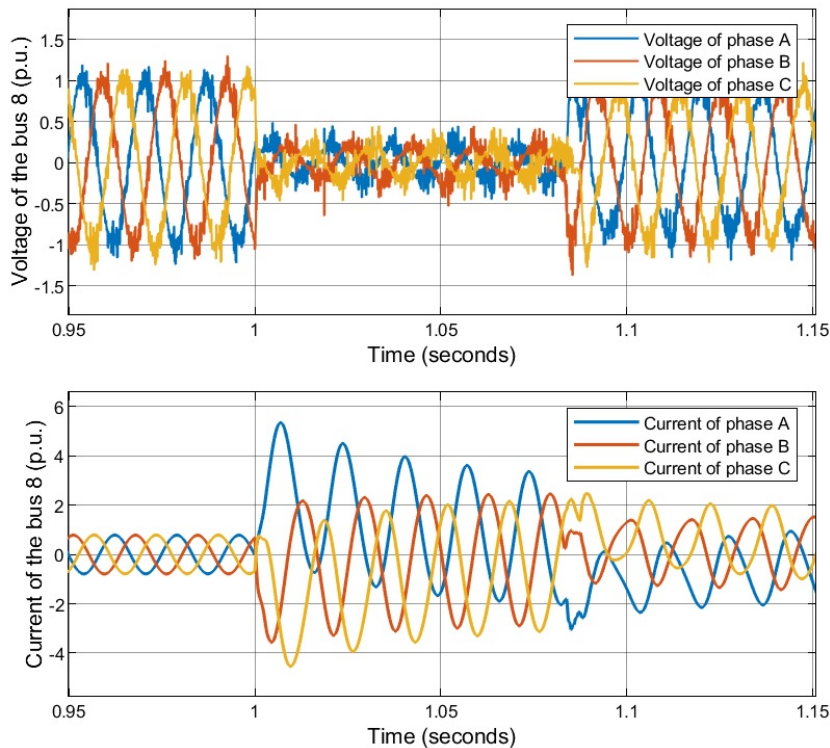 1.5
1
0.5
0
-0.5
-1
-1.5
Voltage of the bus 8 (p.u.)
Voltage of phase A
Voltage of phase B
Voltage of phase C
0.95 1 1.05 1.1 1.15
Time (seconds)
6
4
2
0
-2
-4
Current of the bus 8 (p.u.)
Current of phase A
Current of phase B
Current of phase C
0.95 1 1.05 1.1 1.15
Time (seconds)